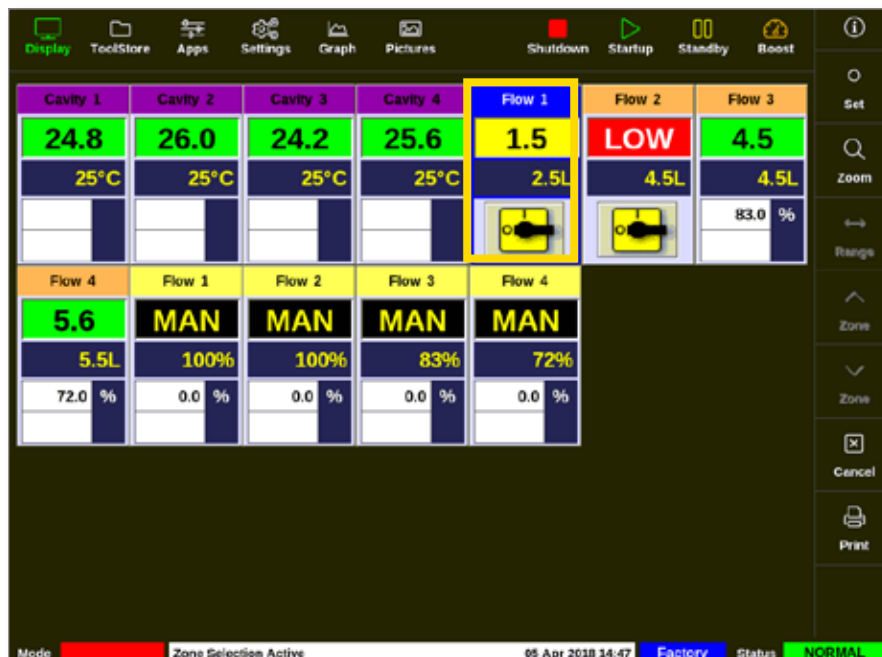 Display ToolStore Apps Settings Graph Pictures Shutdown Startup Standby Boost
Cavity 1 Cavity 2 Cavity 3 Cavity 4 Flow 1 Flow 2 Flow 3
24.8 26.0 24.2 25.6 1.5 LOW 4.5
25°C 25°C 25°C 25°C 2.5L 4.5L 4.5L
83.0 %
Flow 4 Flow 1 Flow 2 Flow 3 Flow 4
5.6 MAN MAN MAN MAN
5.5L 100% 100% 83% 72%
72.0 % 0.0 % 0.0 % 0.0 % 0.0 %
Set
Zoom
Range
Zone
Zone
Cancel
Print
Mode Zone Selection Active 05 Apr 2018 14:47 Factory Status NORMAL